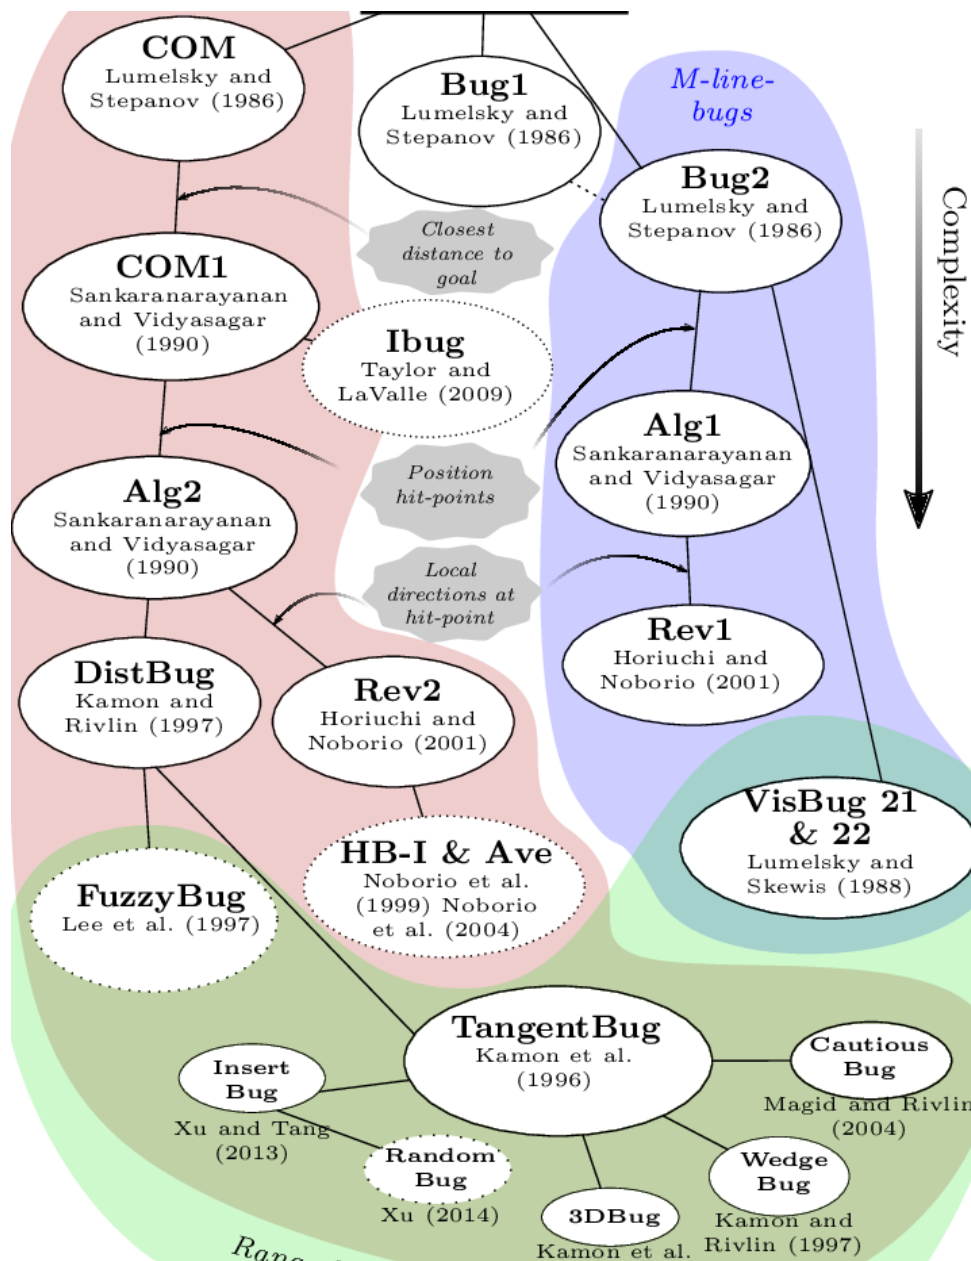 COM
Lumelsky and
Stepanov (1986)
Bug1
Lumelsky and
Stepanov (1986)
M-line-
bugs
Bug2
Lumelsky and
Stepanov (1986)
Complexity
Closest
distance to
goal
COM1
Sankaranarayanan
and Vidyasagar
(1990)
Ibug
Taylor and
LaValle (2009)
Alg1
Sankaranarayanan
and Vidyasagar
(1990)
Position
hit-points
Alg2
Sankaranarayanan
and Vidyasagar
(1990)
Local
directions at
hit-point
Rev1
Horiuchi and
Noborio (2001)
DistBug
Kamon and
Rivlin (1997)
Rev2
Horiuchi and
Noborio (2001)
VisBug 21
& 22
Lumelsky and
Skewis (1988)
HB-I & Ave
Noborio et al.
(1999) Noborio
et al. (2004)
FuzzyBug
Lee et al. (1997)
TangentBug
Kamon et al.
(1996)
Cautious
Bug
Magid and Rivlin
(2004)
Insert
Bug
Xu and Tang
(2013)
Random
Bug
Xu (2014)
Wedge
Bug
Kamon and
Rivlin (1997)
3DBug
Kamon et al.